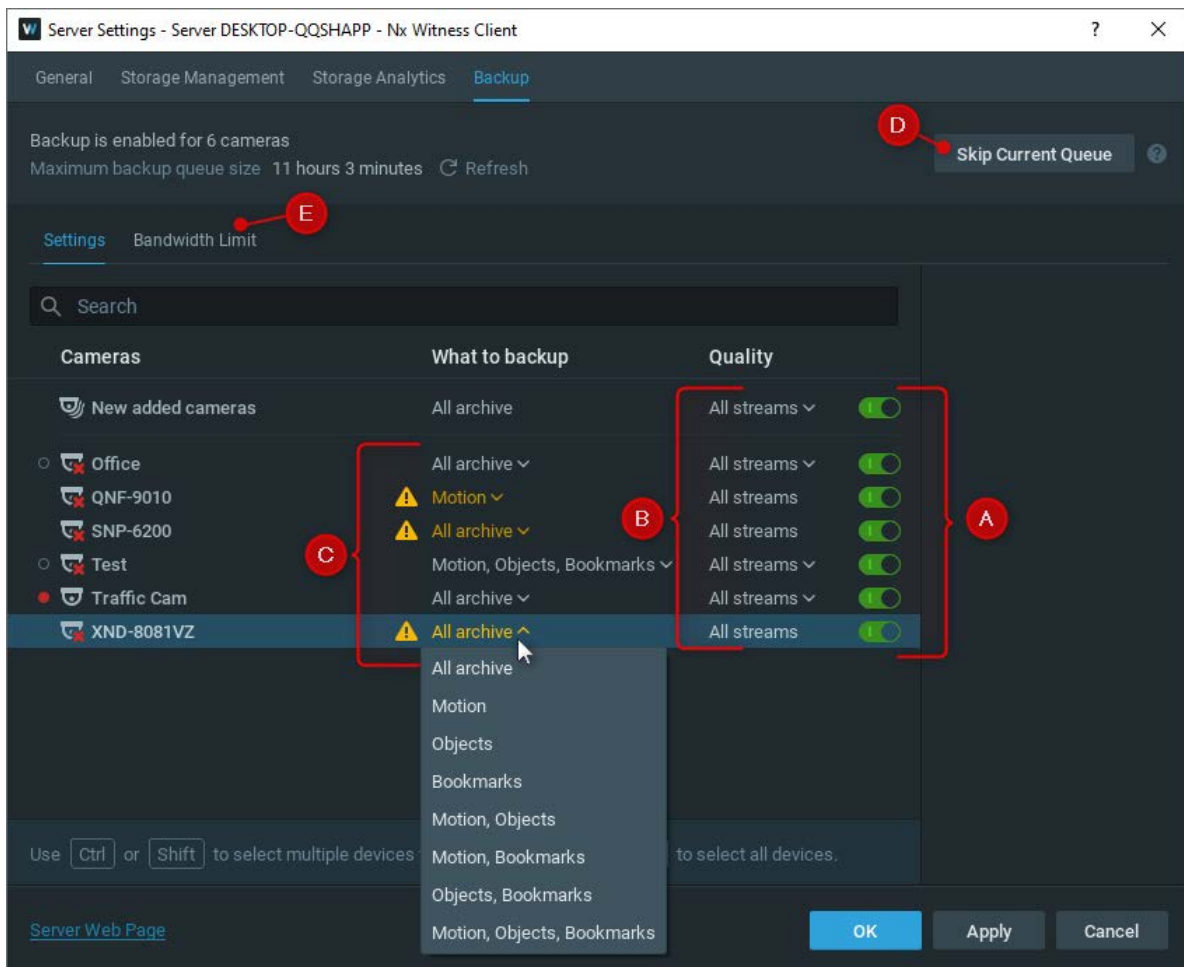 W Server Settings - Server DESKTOP-QQSHAPP - Nx Witness Client ?
General Storage Management Storage Analytics Backup
Backup is enabled for 6 cameras
D
Skip Current Queue ?
Maximum backup queue size 11 hours 3 minutes Refresh
E
Settings Bandwidth Limit
Search
Cameras What to backup Quality
New added cameras All archive All streams
Office All archive All streams
QNF-9010 Motion All streams
B A
SNP-6200 All archive All streams
C
Test Motion, Objects, Bookmarks All streams
Traffic Cam All archive All streams
XND-8081VZ All archive All streams
All archive
Motion
Objects
Bookmarks
Motion, Objects
Use Ctrl or Shift to select multiple devices
Motion, Bookmarks
to select all devices.
Objects, Bookmarks
Motion, Objects, Bookmarks
Server Web Page OK Apply Cancel